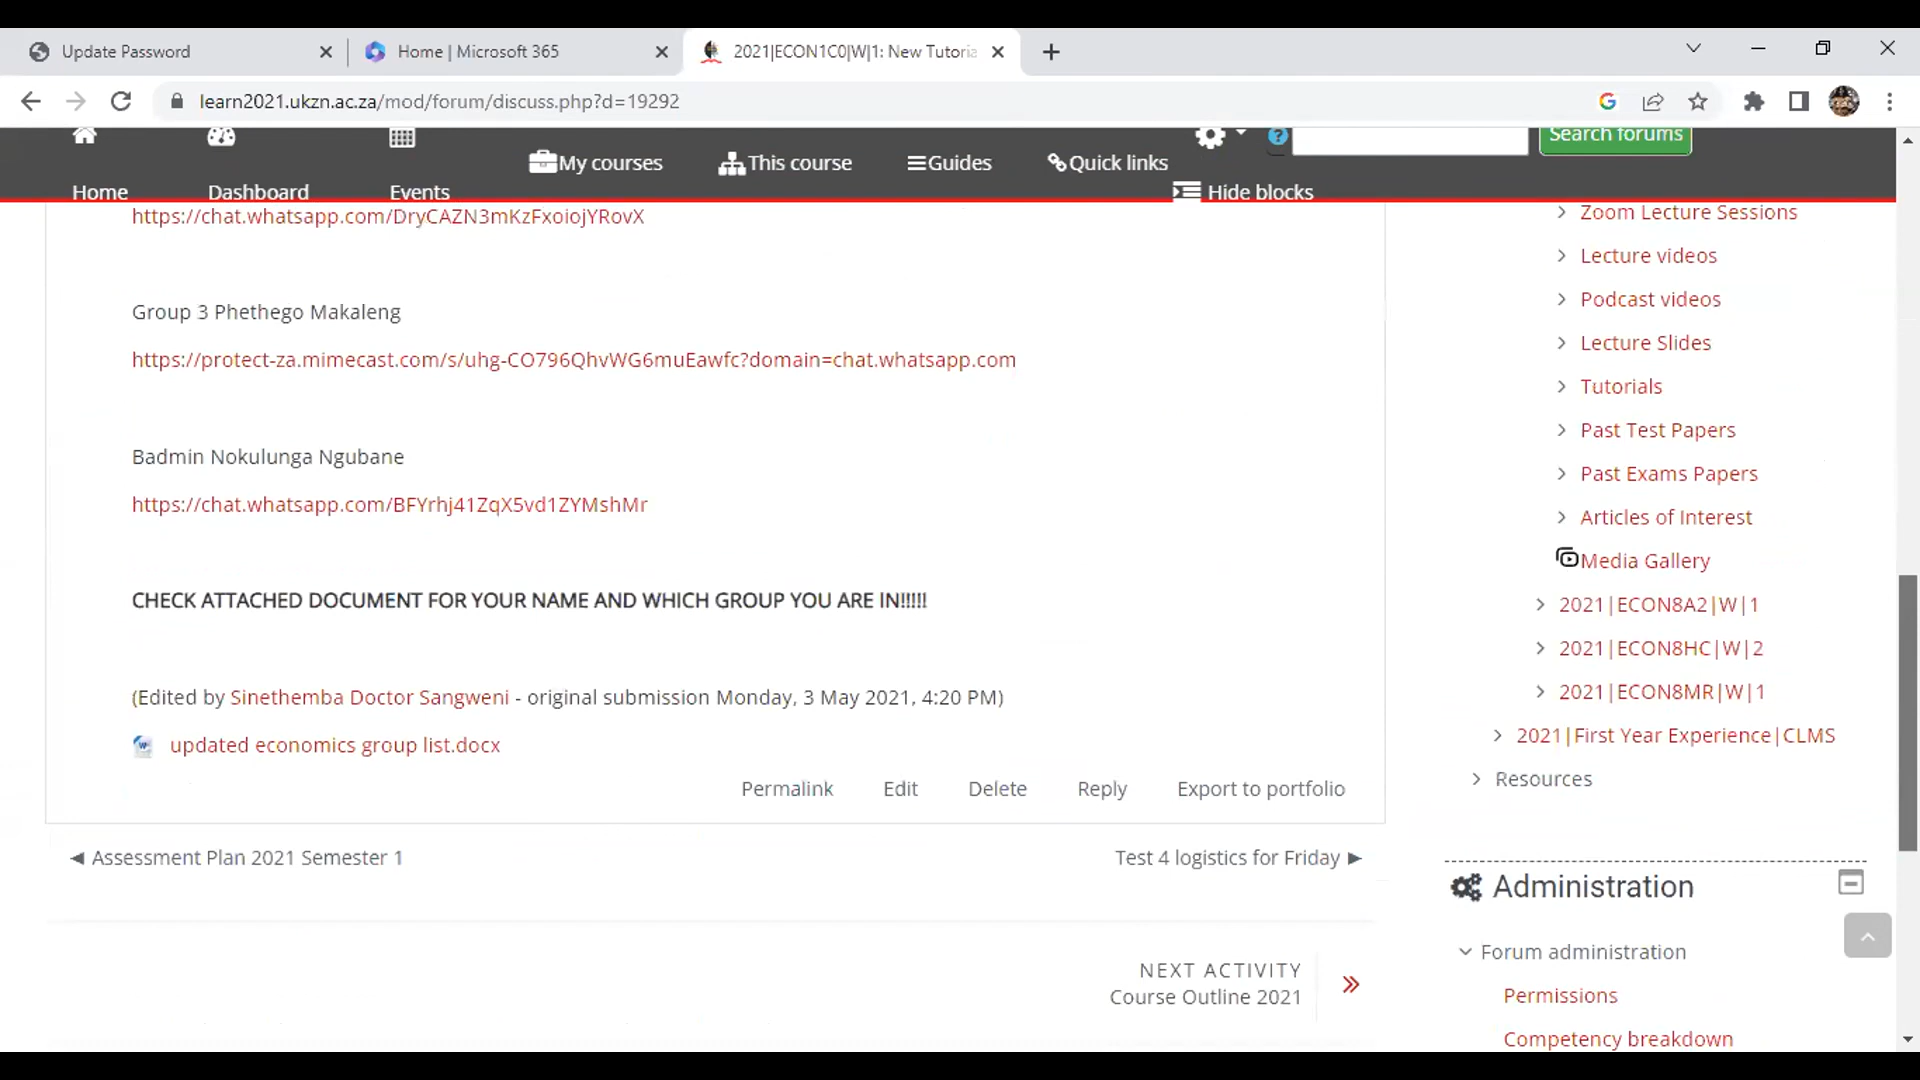 Update Password
Home | Microsoft 365
2021|ECON1C0|W|1: New Tutoria
learn2021.ukzn.ac.za/mod/forum/discuss.php?d=19292
Home
Dashboard
Events
My courses
This course
Guides
Quick links
Hide blocks
Search forums
https://chat.whatsapp.com/DryCAZN3mKzFxoiojYRovX
Group 3 Phethego Makaleng
https://protect-za.mimecast.com/s/uhg-CO796QhvWG6muEawfc?domain=chat.whatsapp.com
Badmin Nokulunga Ngubane
https://chat.whatsapp.com/BFYrhj41ZqX5vd1ZYMshMr
CHECK ATTACHED DOCUMENT FOR YOUR NAME AND WHICH GROUP YOU ARE IN!!!!!
(Edited by Sinethemba Doctor Sangweni - original submission Monday, 3 May 2021, 4:20 PM)
updated economics group list.docx
Permalink
Edit
Delete
Reply
Export to portfolio
◄ Assessment Plan 2021 Semester 1
Test 4 logistics for Friday ►
NEXT ACTIVITY
Course Outline 2021
Zoom Lecture Sessions
Lecture videos
Podcast videos
Lecture Slides
Tutorials
Past Test Papers
Past Exams Papers
Articles of Interest
Media Gallery
2021|ECON8A2|W|1
2021|ECON8HC|W|2
2021|ECON8MR|W|1
2021|First Year Experience|CLMS
Resources
Administration
Forum administration
Permissions
Competency breakdown